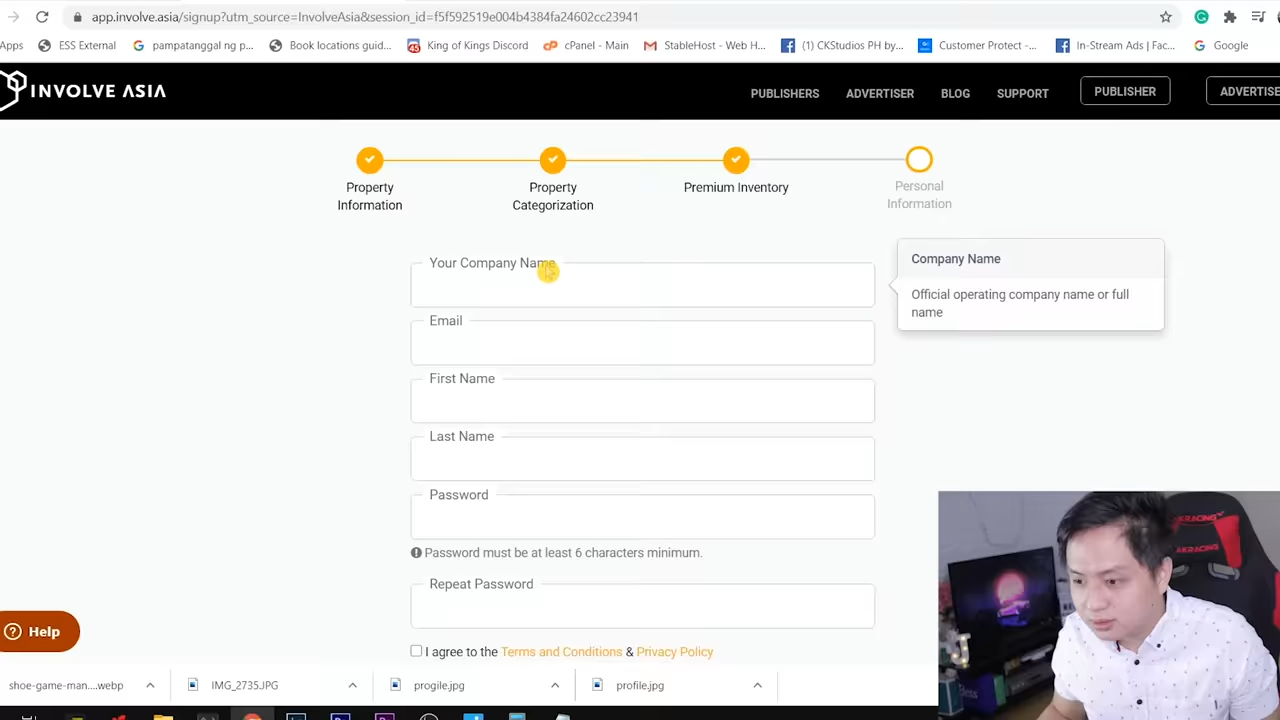 app.involve.asia/signup?utm_source=InvolveAsia&session_id=f5f592519e004b4384fa24602cc23941
Apps
ESS External
pampatanggal ng p...
Book locations guid...
King of Kings Discord
cPanel - Main
StableHost - Web H...
(1) CKStudios PH by...
Customer Protect -...
In-Stream Ads | Fac...
Google
INVOLVE ASIA
PUBLISHERS
ADVERTISER
BLOG
SUPPORT
PUBLISHER
ADVERTISE
Property
Information
Property
Categorization
Premium Inventory
Personal
Information
Your Company Name
Company Name
Official operating company name or full
name
Email
First Name
Last Name
Password
Password must be at least 6 characters minimum.
Repeat Password
I agree to the Terms and Conditions & Privacy Policy
Help
AKRACING
AKRACING
shoe-game-man....webp
IMG_2735.JPG
progile.jpg
profile.jpg